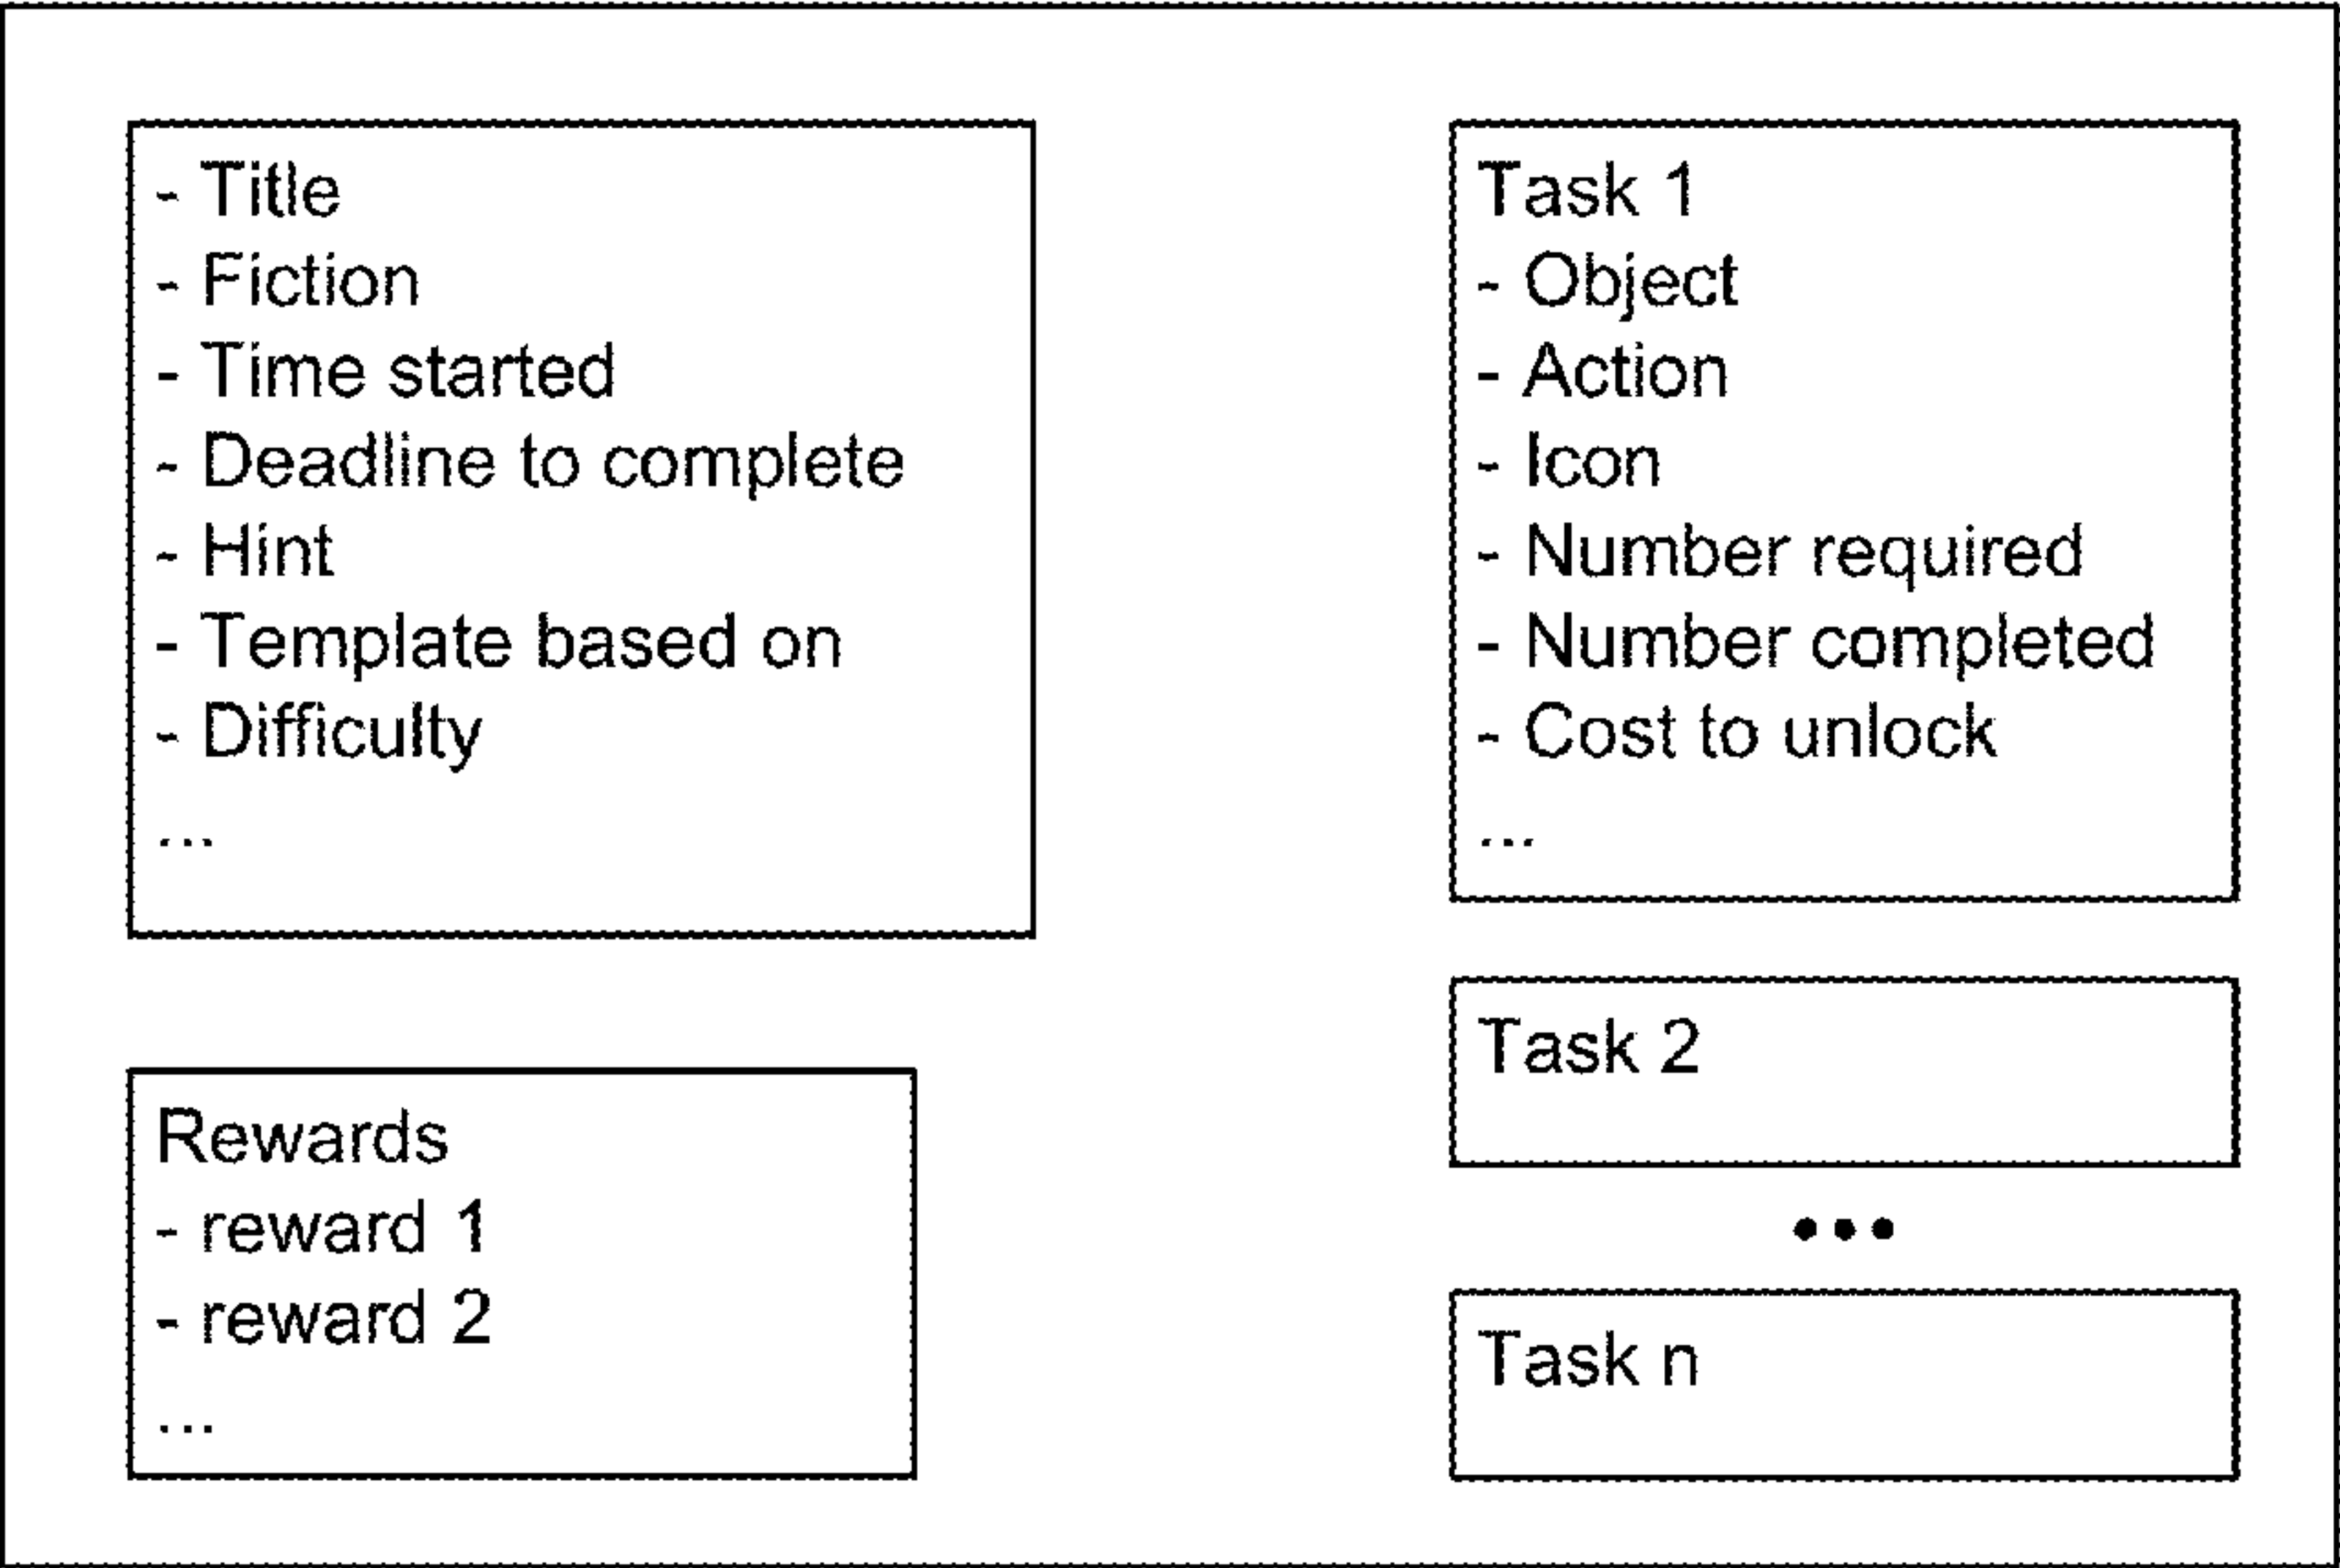 - Title
- Fiction
- Time started
- Deadline to complete
- Hint
- Template based on
- Difficulty
...
Rewards
- reward 1
- reward 2
...
Task 1
- Object
- Action
- Icon
- Number required
- Number completed
- Cost to unlock
...
Task 2
•••
Task n